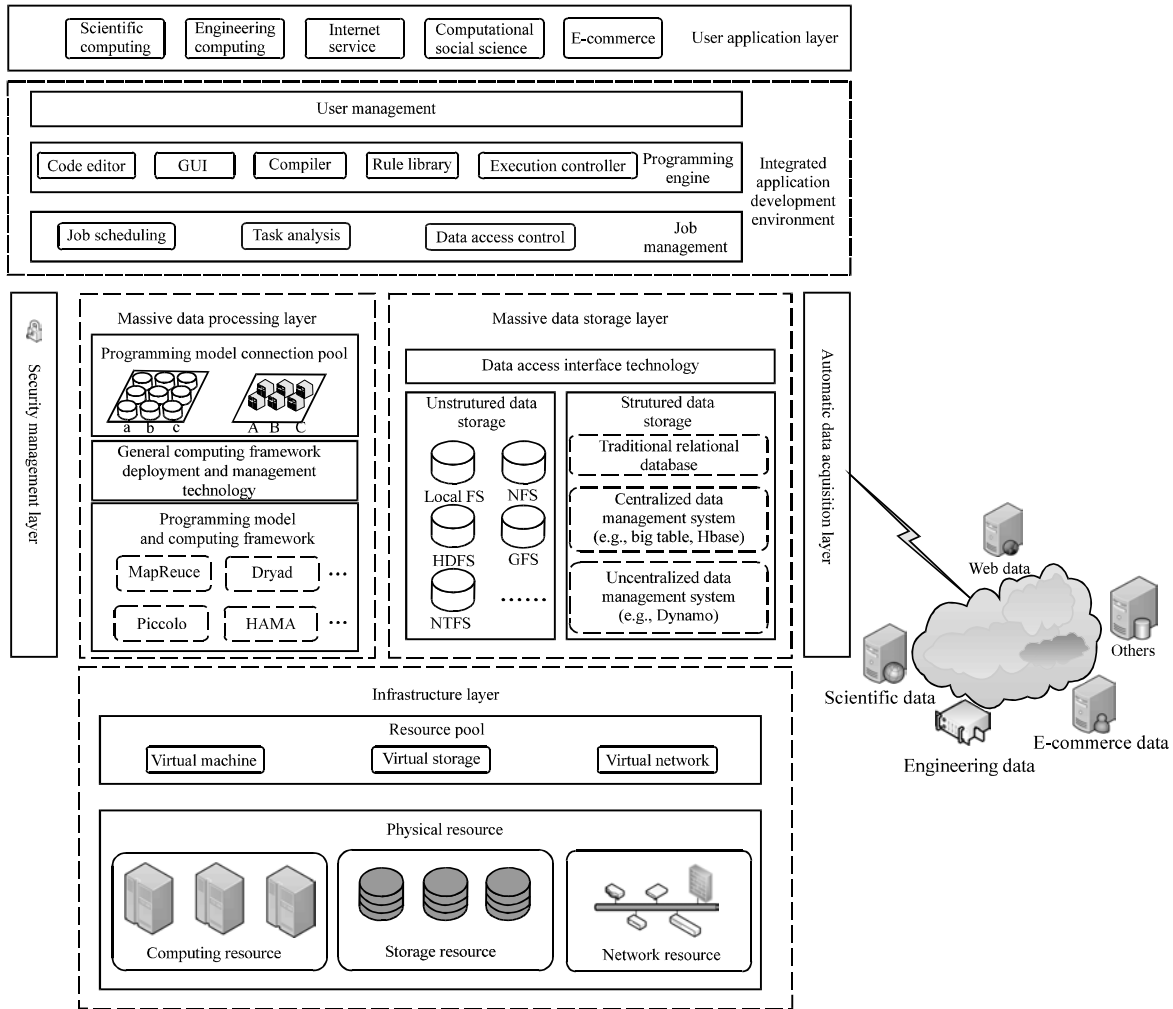 Scientific
computing
Engineering
computing
Internet
service
Computational
social science
E-commerce
User application layer
User management
Code editor
GUI
Compiler
Rule library
Execution controller
Programming
engine
Job scheduling
Task analysis
Data access control
Job
management
Integrated
application
development
environment
Security management layer
Massive data processing layer
Programming model connection pool
a b c
A B C
General computing framework
deployment and management
technology
Programming model
and computing framework
MapReuce
Dryad
...
Piccolo
HAMA
...
Massive data storage layer
Data access interface technology
Unstrutured data
storage
Local FS
NFS
HDFS
GFS
NTFS
......
Strutured data
storage
Traditional relational
database
Centralized data
management system
(e.g., big table, Hbase)
Uncentralized data
management system
(e.g., Dynamo)
Automatic data acquisition layer
Web data
Others
Scientific data
E-commerce data
Engineering data
Infrastructure layer
Resource pool
Virtual machine
Virtual storage
Virtual network
Physical resource
Computing resource
Storage resource
Network resource